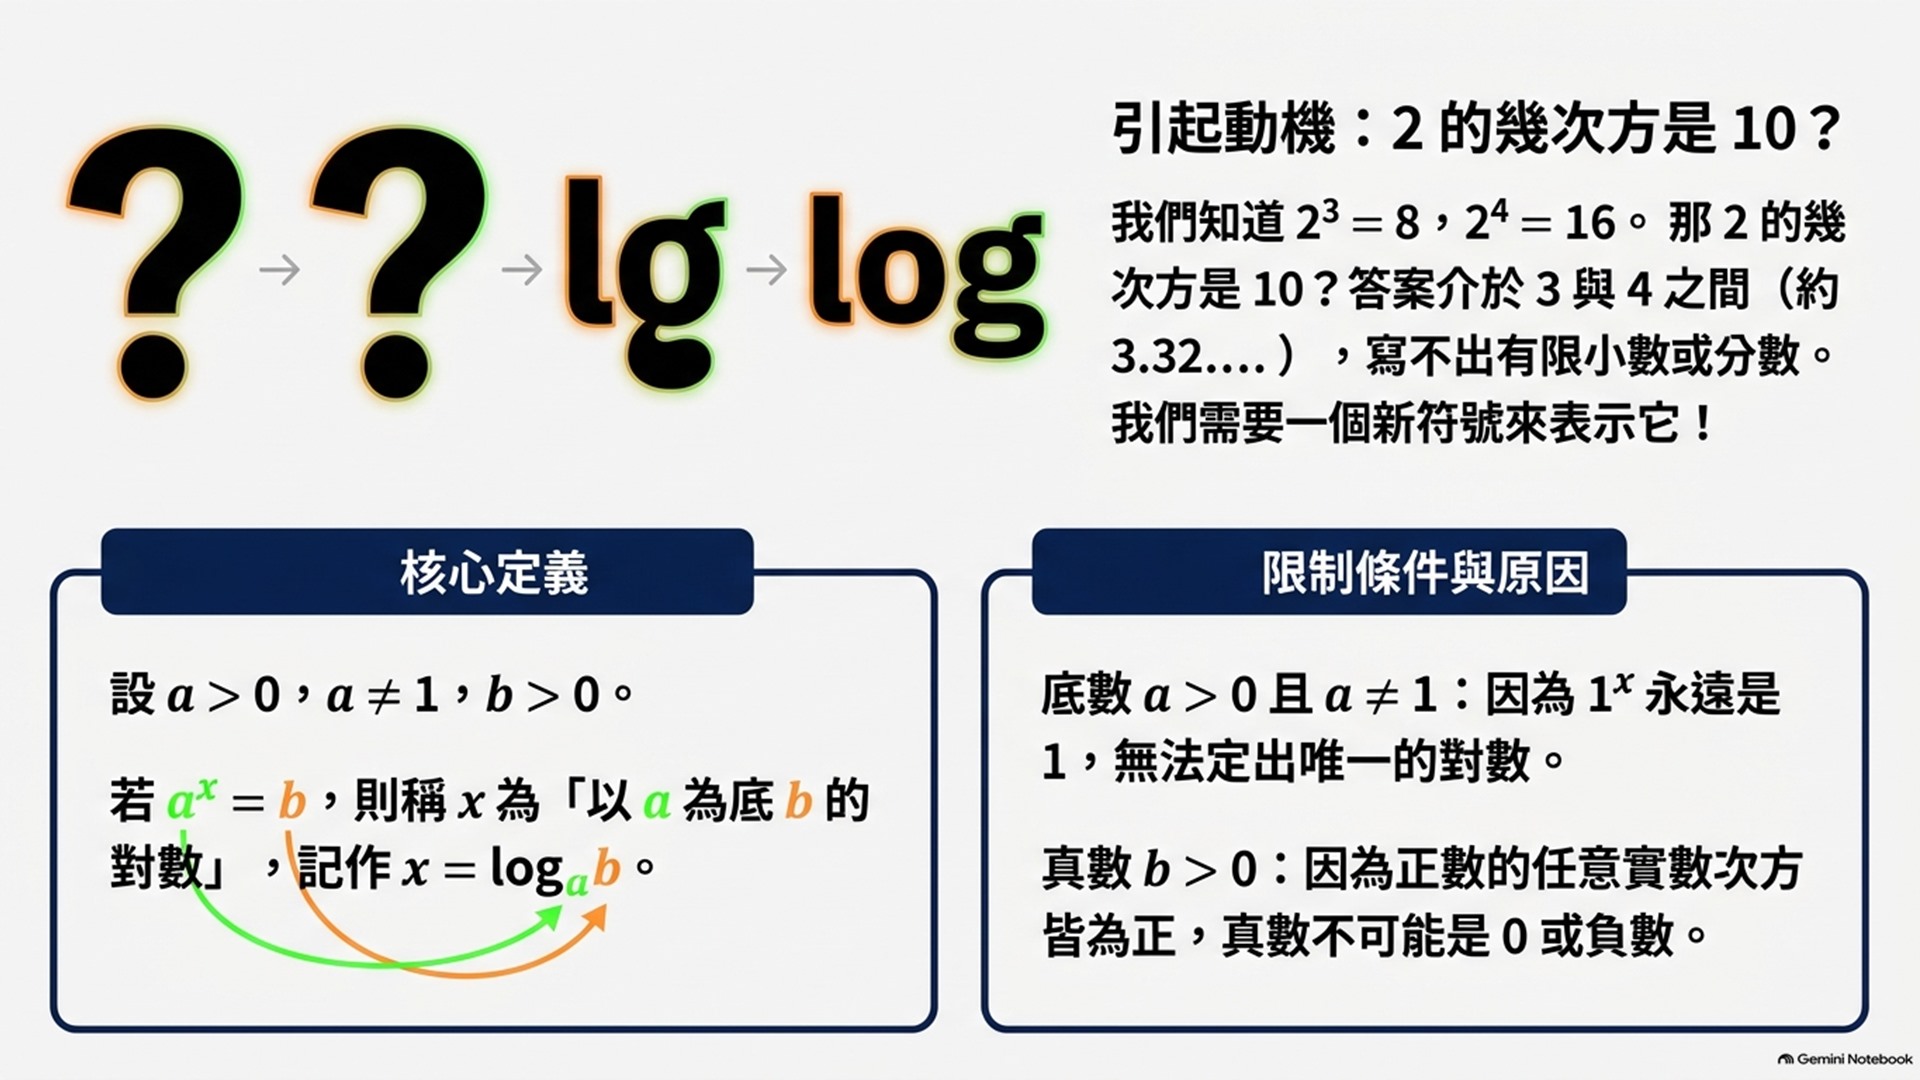 ? → ? → lg → log
引起動機：2 的幾次方是 10？
我們知道 2³ = 8，2⁴ = 16。 那 2 的幾
次方是 10？答案介於 3 與 4 之間（約
3.32.... ），寫不出有限小數或分數。
我們需要一個新符號來表示它！
核心定義
設 a > 0，a ≠ 1，b > 0。
若 aˣ = b，則稱 x 為「以 a 為底 b 的
對數」，記作 x = logₐb。
限制條件與原因
底數 a > 0 且 a ≠ 1：因為 1ˣ 永遠是
1，無法定出唯一的對數。
真數 b > 0：因為正數的任意實數次方
皆為正，真數不可能是 0 或負數。
Gemini Notebook